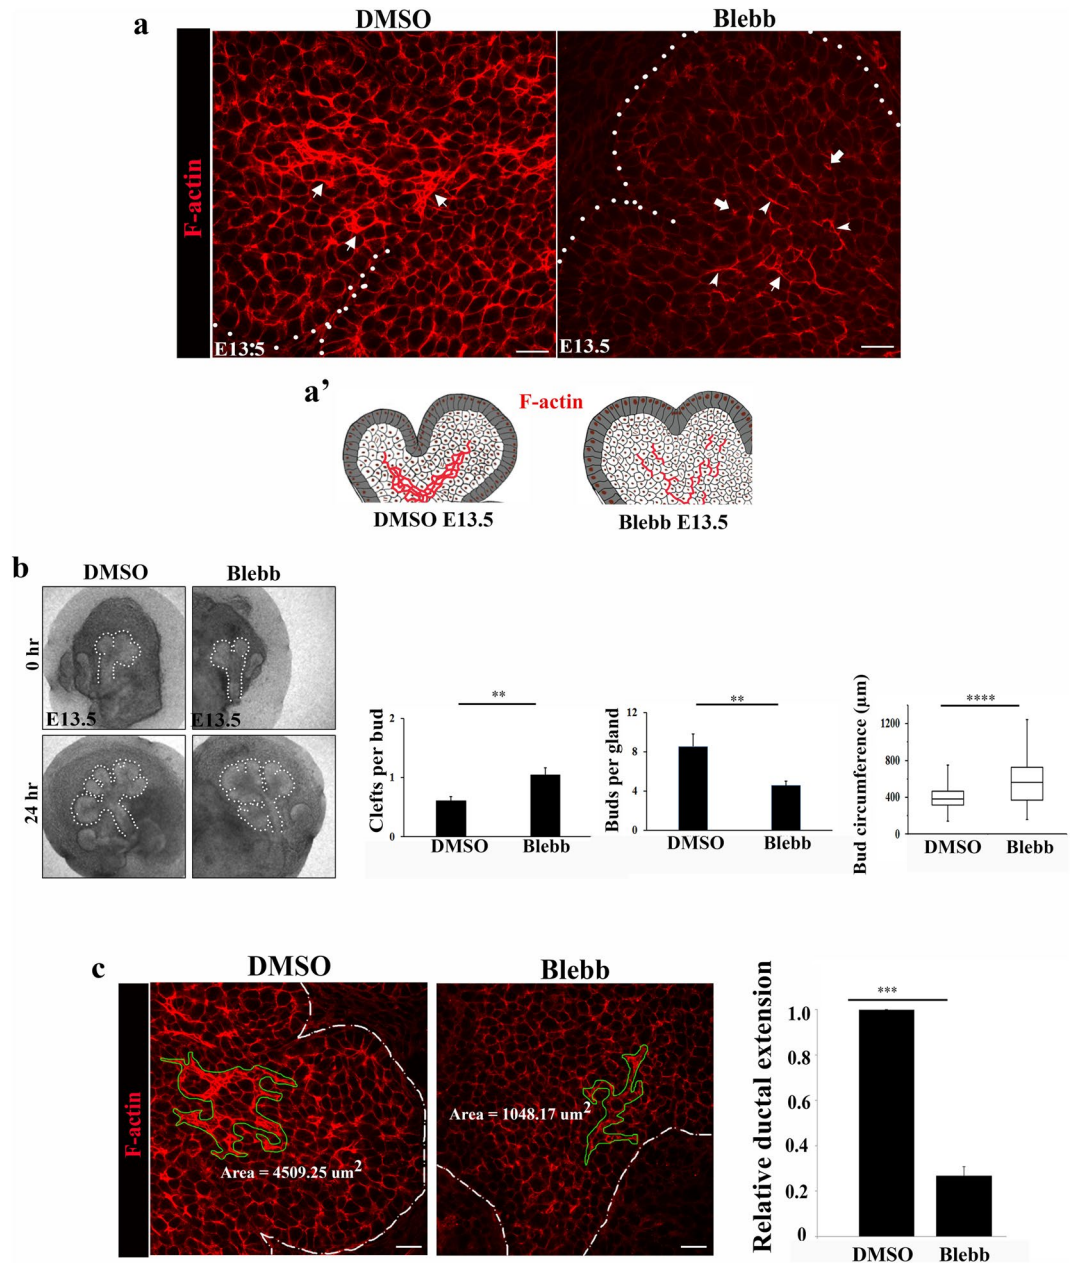 a
DMSO
Blebb
F-actin
E13.5
E13.5
a’
F-actin
DMSO E13.5
Blebb E13.5
b
DMSO
Blebb
0 hr
E13.5
E13.5
24 hr
Clefts per bud
2
1
0
**
DMSO
Blebb
Buds per gland
12
8
4
0
**
DMSO
Blebb
Bud circumference (µm)
1200
800
400
0
****
DMSO
Blebb
c
DMSO
Blebb
F-actin
Area = 4509.25 um²
Area = 1048.17 um²
Relative ductal extension
1.0
0.8
0.6
0.4
0.2
0
***
DMSO
Blebb